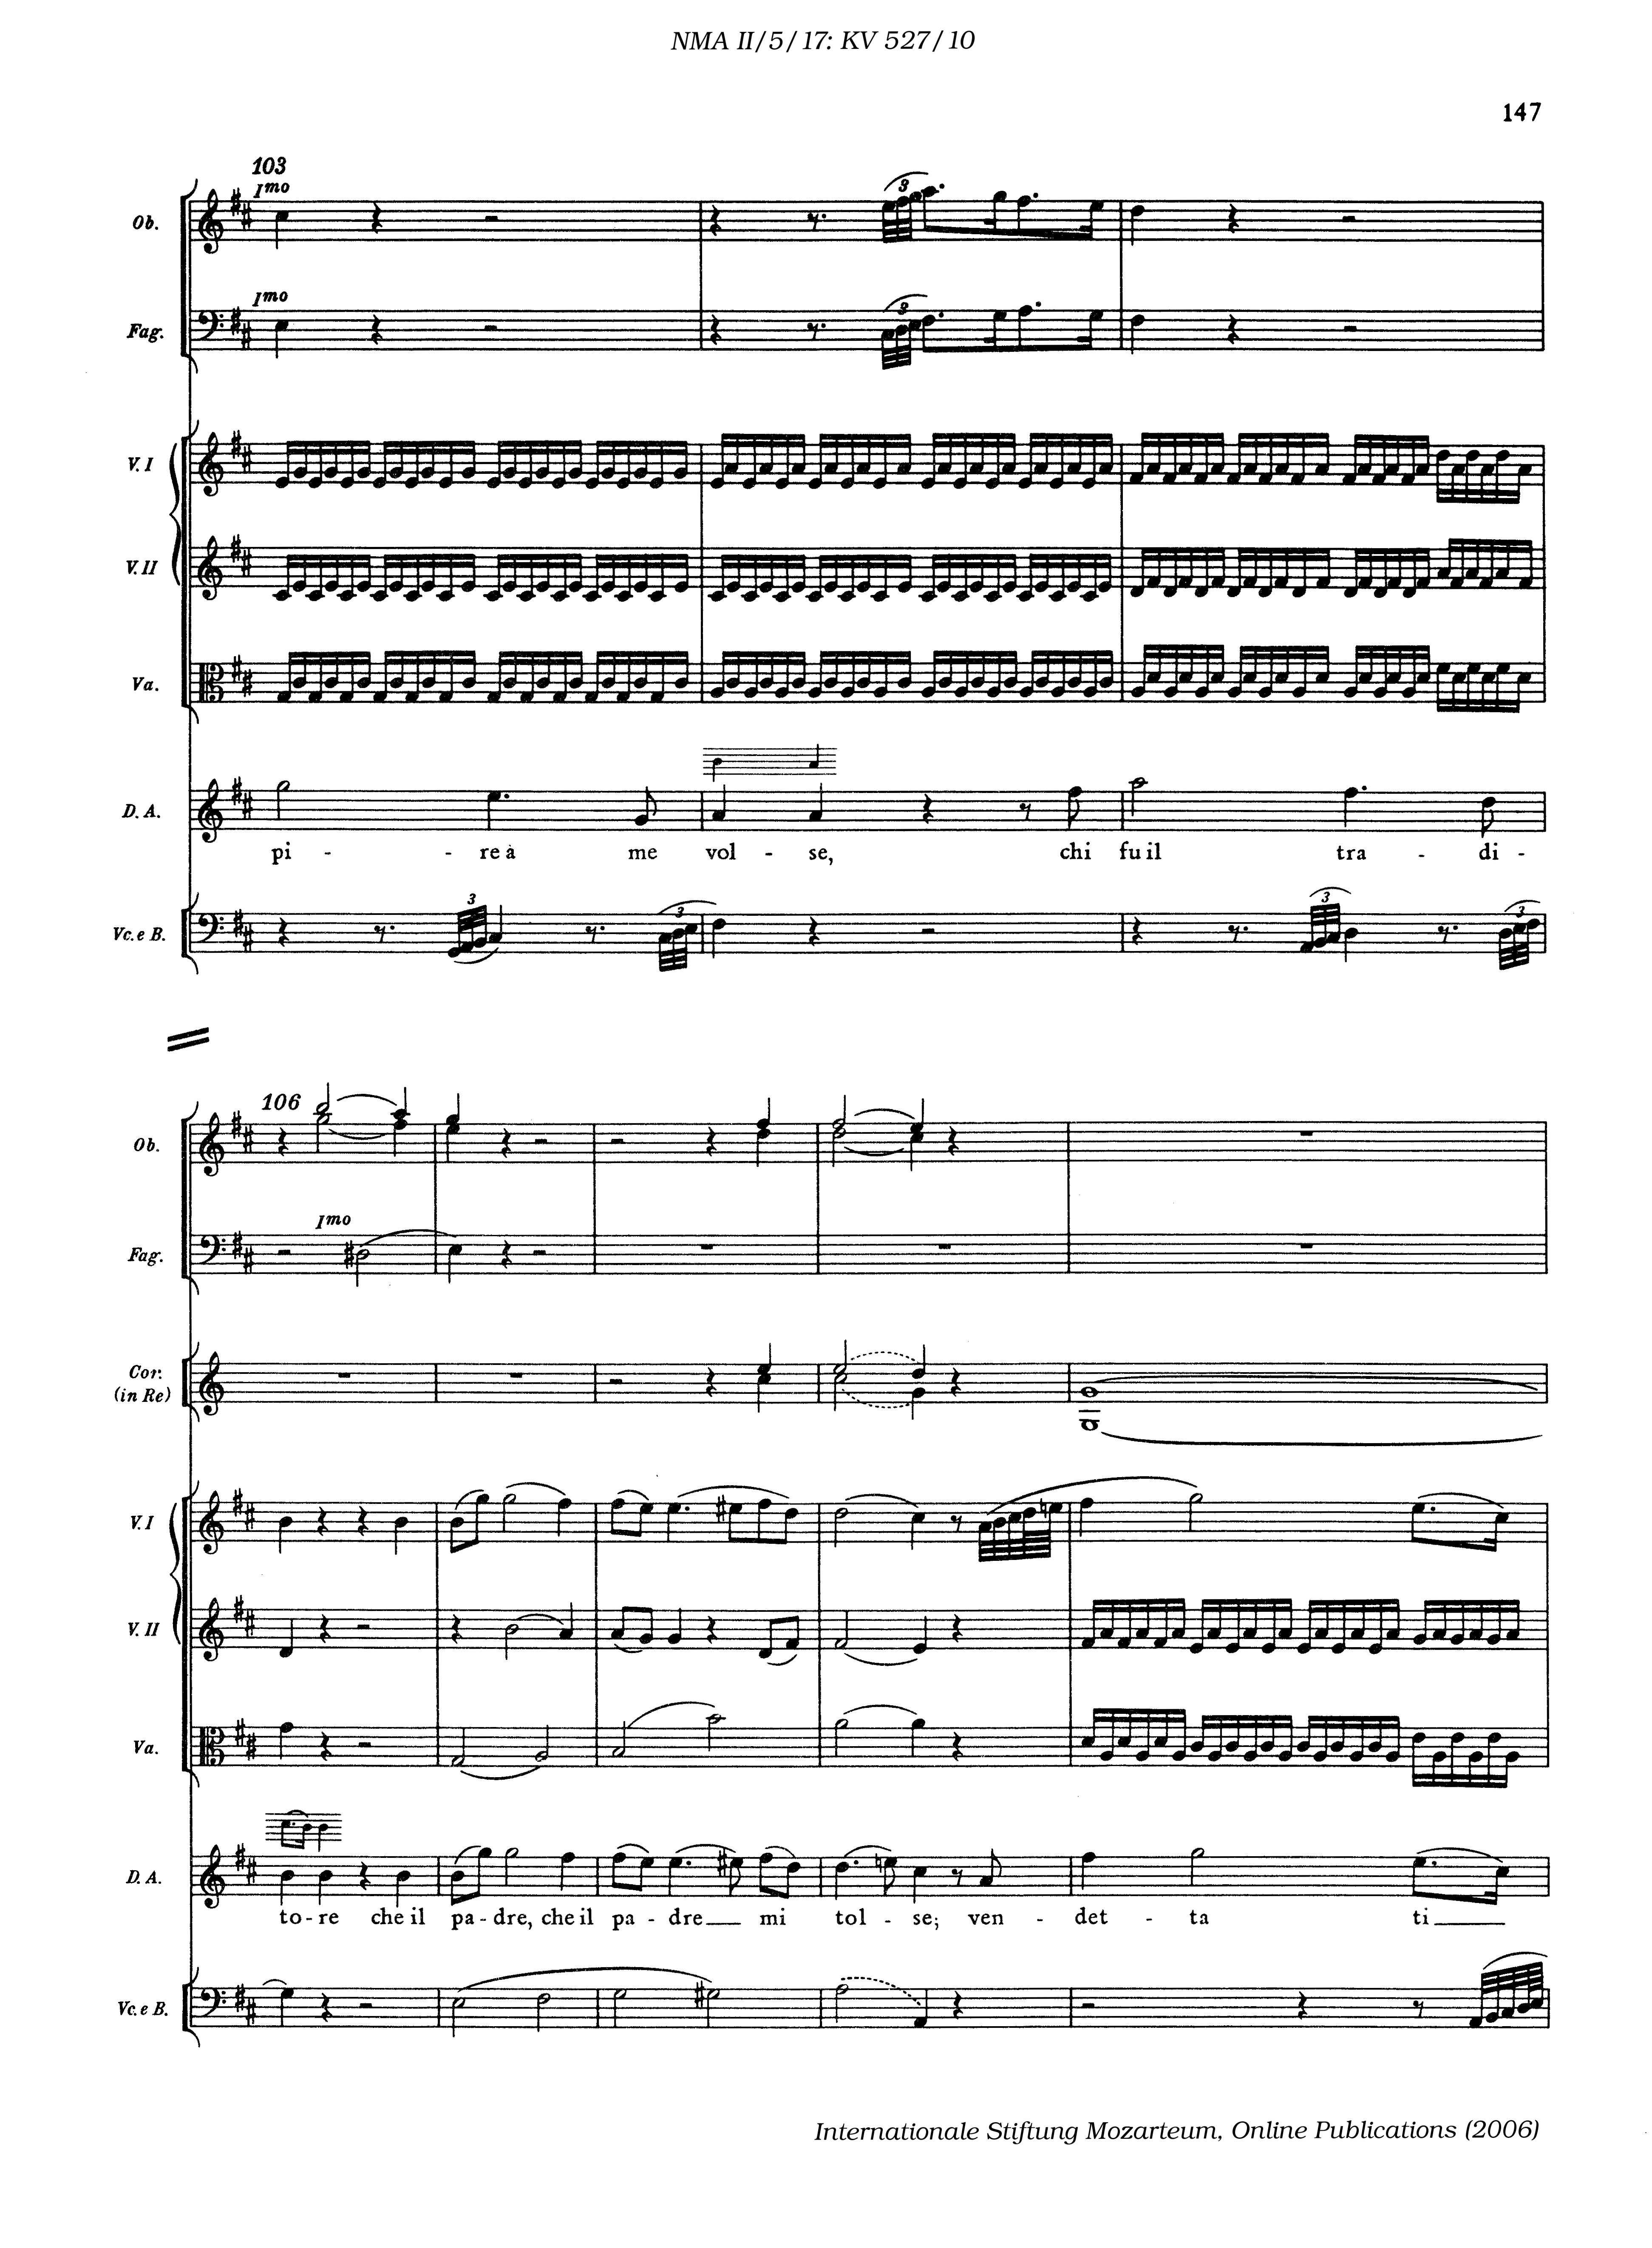 NMA II/5/17: KV 527/10
147
103
Imo
Ob.
3
Imo
Fag.
3
V. I
V. II
Va.
D. A.
pi - - re à me vol - se, chi fu il tra - di -
Vc. e B.
3 3 3 3
106
Ob.
Imo
Fag.
Cor.
(in Re)
V. I
V. II
Va.
D. A.
to - re che il pa - dre, che il pa - dre mi tol - se; ven - det - ta ti
Vc. e B.
Internationale Stiftung Mozarteum, Online Publications (2006)